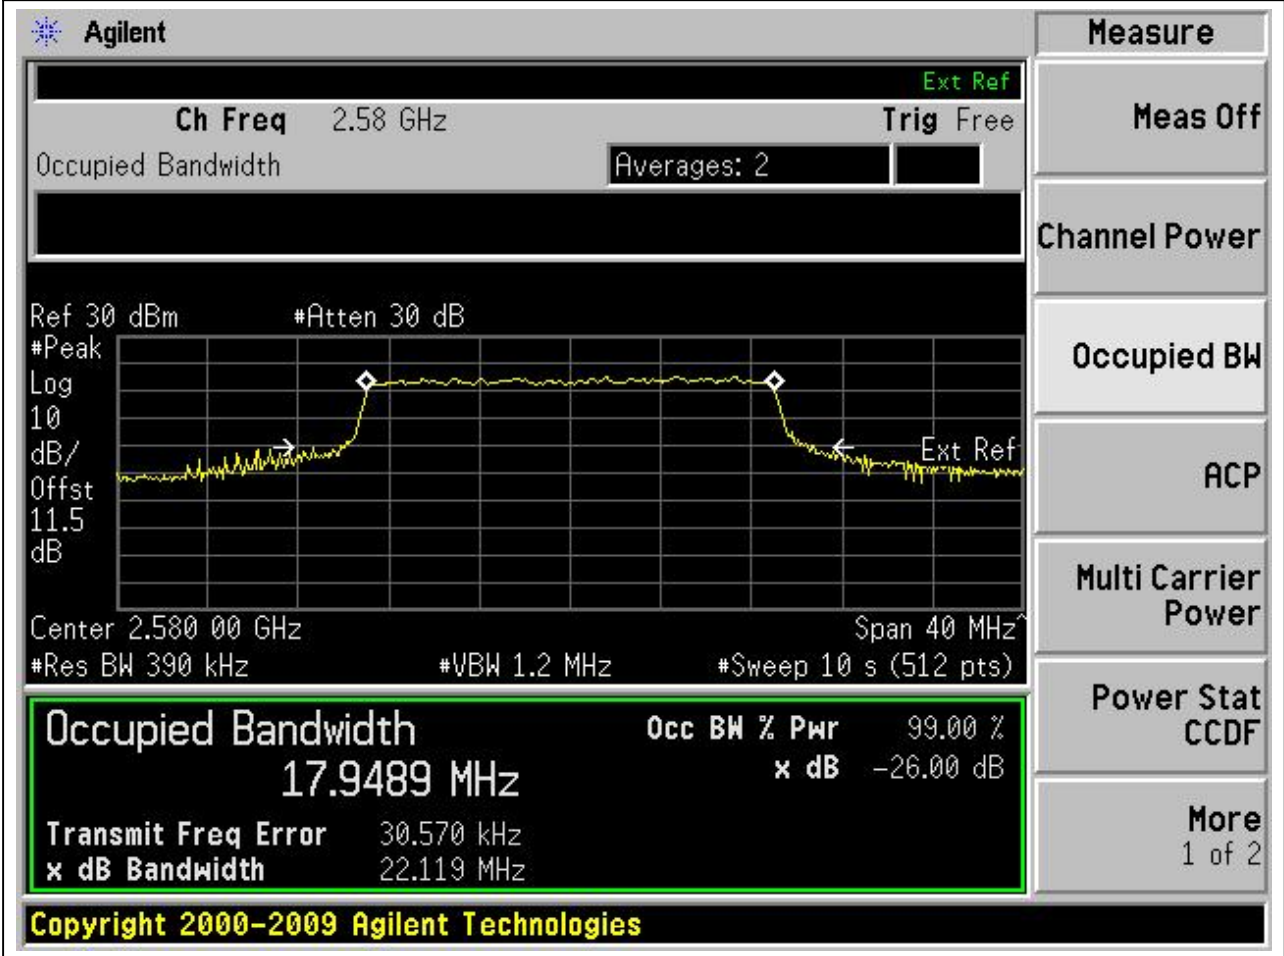 Agilent
Measure
Ext Ref
Ch Freq 2.58 GHz Trig Free
Meas Off
Occupied Bandwidth Averages: 2
Channel Power
Ref 30 dBm #Atten 30 dB
#Peak
Log
10
dB/
Offst
11.5
dB
Ext Ref
Occupied BW
ACP
Center 2.580 00 GHz Span 40 MHz^
#Res BW 390 kHz #VBW 1.2 MHz #Sweep 10 s (512 pts)
Multi Carrier
Power
Occupied Bandwidth Occ BW % Pwr 99.00 %
17.9489 MHz x dB -26.00 dB
Power Stat
CCDF
Transmit Freq Error 30.570 kHz
x dB Bandwidth 22.119 MHz
More
1 of 2
Copyright 2000-2009 Agilent Technologies